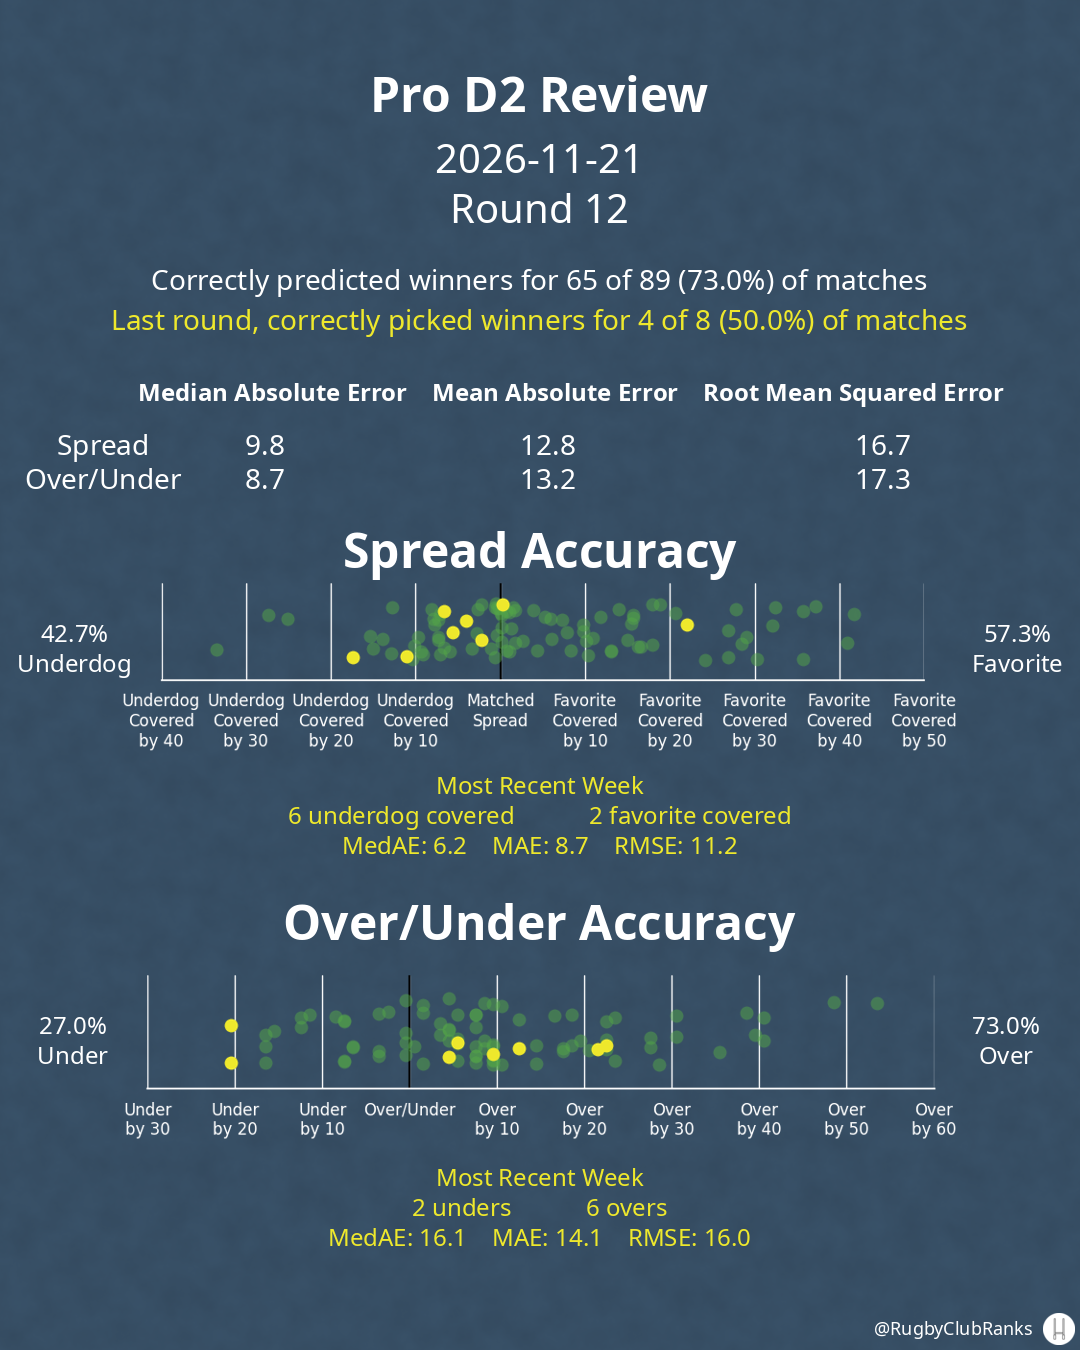 Pro D2 Review
2026-11-21
Round 12
Correctly predicted winners for 65 of 89 (73.0%) of matches
Last round, correctly picked winners for 4 of 8 (50.0%) of matches
Median Absolute Error Mean Absolute Error Root Mean Squared Error
Spread 9.8 12.8 16.7
Over/Under 8.7 13.2 17.3
Spread Accuracy
42.7%
Underdog
57.3%
Favorite
Underdog Underdog Underdog Underdog Matched Favorite Favorite Favorite Favorite Favorite
Covered Covered Covered Covered Spread Covered Covered Covered Covered Covered
by 40 by 30 by 20 by 10 by 10 by 20 by 30 by 40 by 50
Most Recent Week
6 underdog covered 2 favorite covered
MedAE: 6.2 MAE: 8.7 RMSE: 11.2
Over/Under Accuracy
27.0%
Under
73.0%
Over
Under Under Under Over/Under Over Over Over Over Over Over
by 30 by 20 by 10 by 10 by 20 by 30 by 40 by 50 by 60
Most Recent Week
2 unders 6 overs
MedAE: 16.1 MAE: 14.1 RMSE: 16.0
@RugbyClubRanks